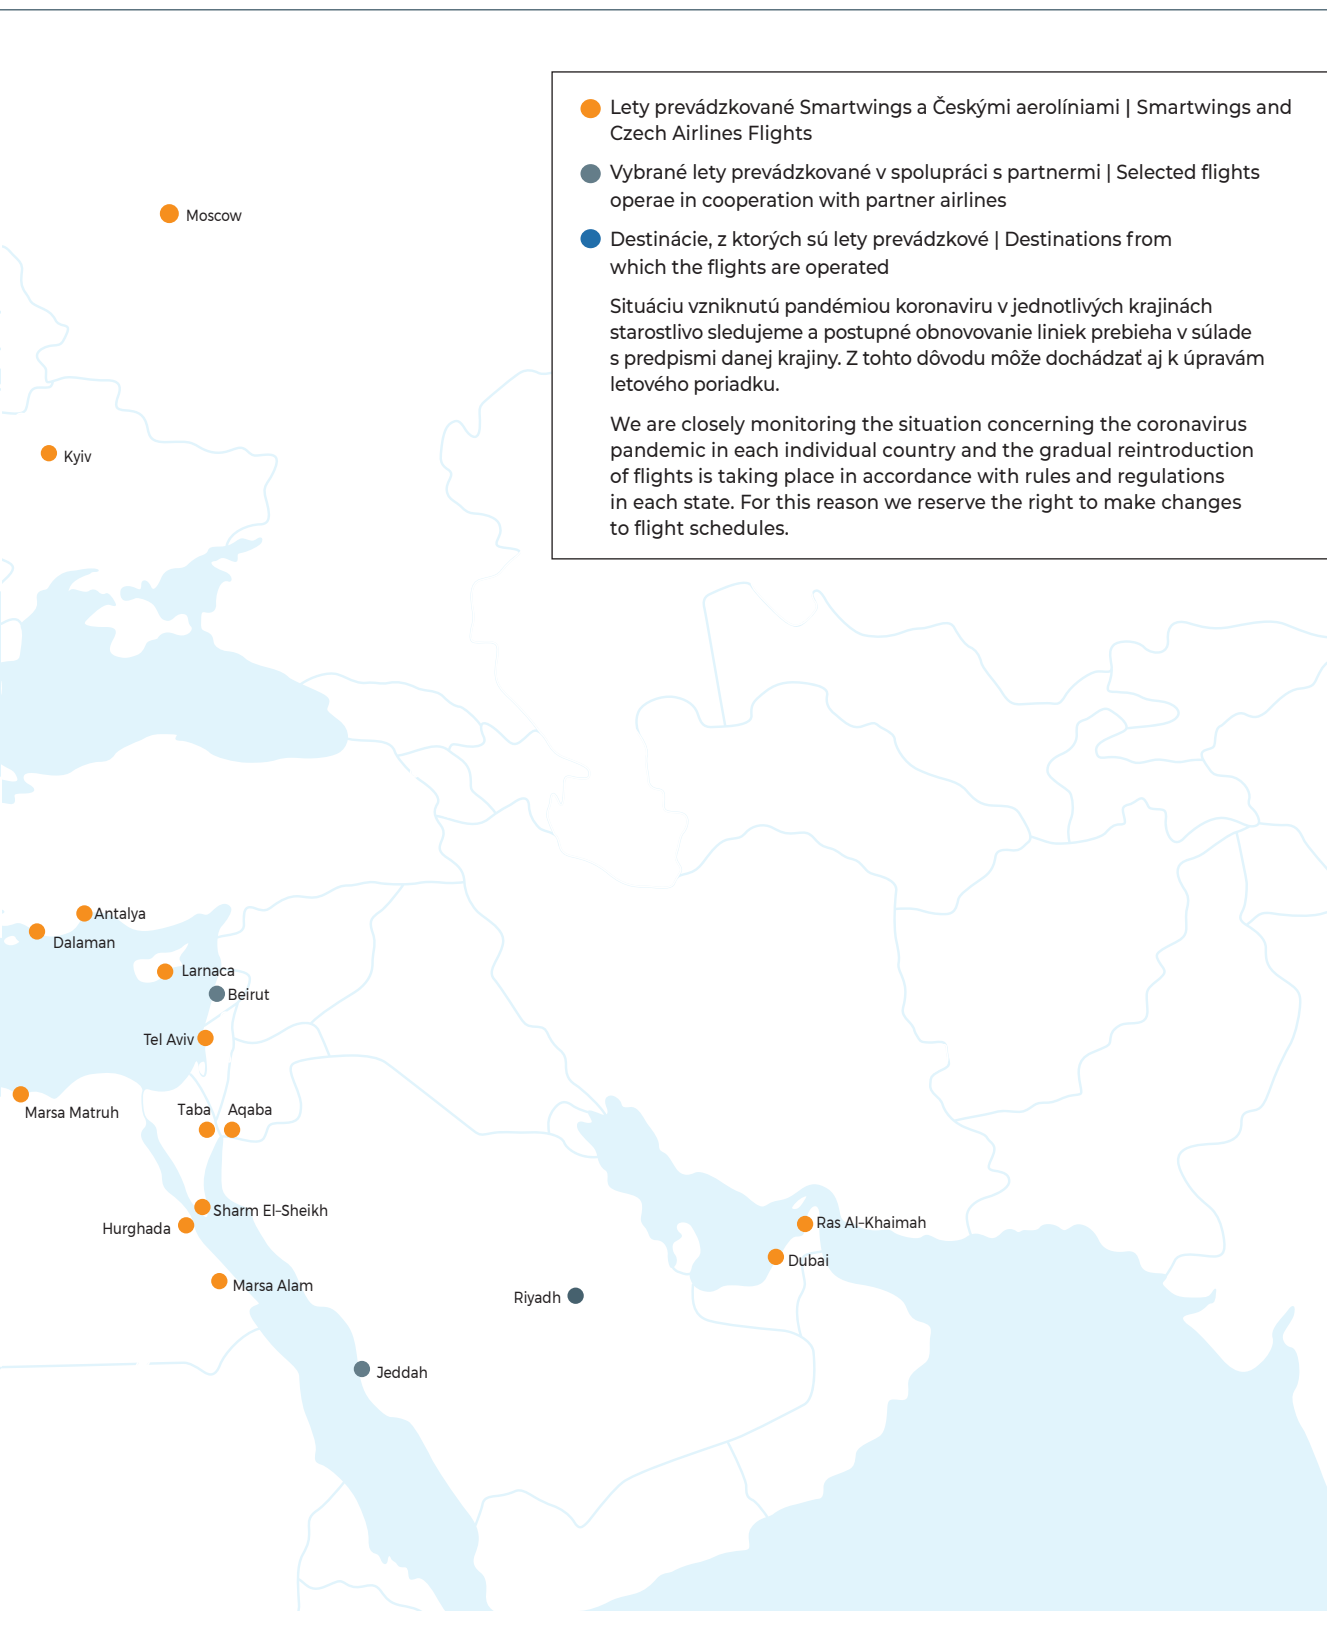 Lety prevádzkované Smartwings a Českými aerolíniami | Smartwings and
Czech Airlines Flights
Vybrané lety prevádzkované v spolupráci s partnermi | Selected flights
operae in cooperation with partner airlines
Destinácie, z ktorých sú lety prevádzkové | Destinations from
which the flights are operated
Situáciu vzniknutú pandémiou koronaviru v jednotlivých krajinách
starostlivo sledujeme a postupné obnovovanie liniek prebieha v súlade
s predpismi danej krajiny. Z tohto dôvodu môže dochádzať aj k úpravám
letového poriadku.
We are closely monitoring the situation concerning the coronavirus
pandemic in each individual country and the gradual reintroduction
of flights is taking place in accordance with rules and regulations
in each state. For this reason we reserve the right to make changes
to flight schedules.
Moscow
Kyiv
Antalya
Dalaman
Larnaca
Beirut
Tel Aviv
Marsa Matruh
Taba
Aqaba
Sharm El-Sheikh
Hurghada
Ras Al-Khaimah
Dubai
Marsa Alam
Riyadh
Jeddah